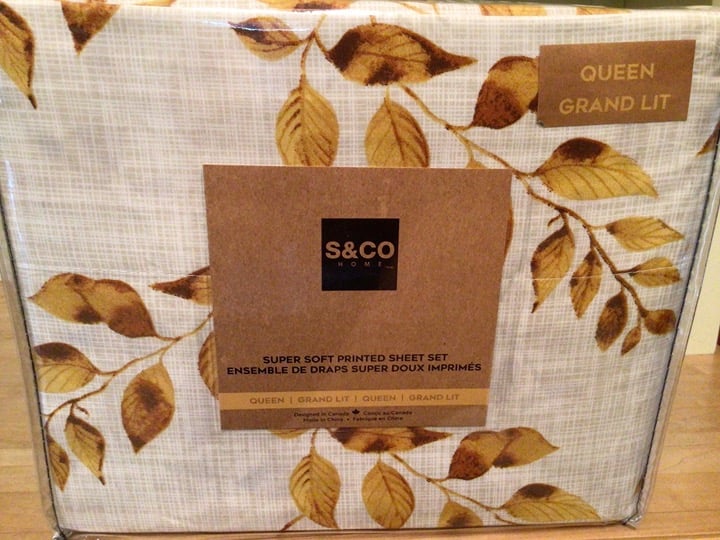 QUEEN
GRAND LIT
S&CO
HOME
SUPER SOFT PRINTED SHEET SET
ENSEMBLE DE DRAPS SUPER DOUX IMPRIMÉS
QUEEN | GRAND LIT | QUEEN | GRAND LIT
Designed in Canada Conçu au Canada
Made in China • Fabriqué en Chine